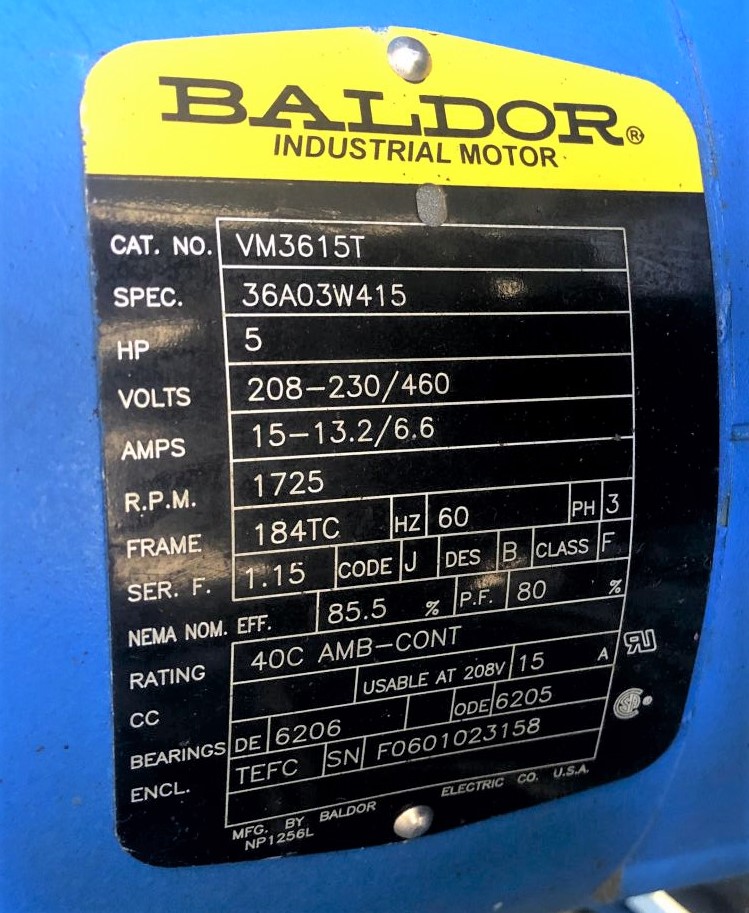 BALDOR®
INDUSTRIAL MOTOR
CAT. NO. VM3615T
SPEC. 36A03W415
HP 5
VOLTS 208-230/460
AMPS 15-13.2/6.6
R.P.M. 1725
FRAME 184TC HZ 60 PH 3
SER. F. 1.15 CODE J DES B CLASS F
NEMA NOM. EFF. 85.5 % P.F. 80 %
RATING 40C AMB-CONT
CC USABLE AT 208V 15 A
BEARINGS DE 6206 ODE 6205
ENCL. TEFC SN F0601023158
MFG. BY BALDOR ELECTRIC CO. U.S.A.
NP1256L